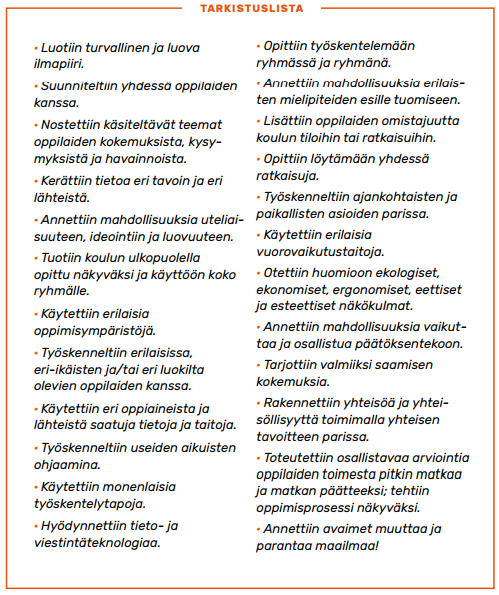 TARKISTUSLISTA
• Luotiin turvallinen ja luova
ilmapiiri.
• Suunniteltiin yhdessä oppilaiden
kanssa.
• Nostettiin käsiteltävät teemat
oppilaiden kokemuksista, kysy-
myksistä ja havainnoista.
• Kerättiin tietoa eri tavoin ja eri
lähteistä.
• Annettiin mahdollisuuksia uteliai-
suuteen, ideointiin ja luovuuteen.
• Tuotiin koulun ulkopuolella
opittu näkyväksi ja käyttöön koko
ryhmälle.
• Käytettiin erilaisia
oppimisympäristöjä.
• Työskenneltiin erilaisissa,
eri-ikäisten ja/tai eri luokilta
olevien oppilaiden kanssa.
• Käytettiin eri oppiaineista ja
lähteistä saatuja tietoja ja taitoja.
• Työskenneltiin useiden aikuisten
ohjaamina.
• Käytettiin monenlaisia
työskentelytapoja.
• Hyödynnettiin tieto- ja
viestintäteknologiaa.
• Opittiin työskentelemään
ryhmässä ja ryhmänä.
• Annettiin mahdollisuuksia erilais-
ten mielipiteiden esille tuomiseen.
• Lisättiin oppilaiden omistajuutta
koulun tiloihin tai ratkaisuihin.
• Opittiin löytämään yhdessä
ratkaisuja.
• Työskenneltiin ajankohtaisten ja
paikallisten asioiden parissa.
• Käytettiin erilaisia
vuorovaikutustaitoja.
• Otettiin huomioon ekologiset,
ekonomiset, ergonomiset, eettiset
ja esteettiset näkökulmat.
• Annettiin mahdollisuuksia vaikut-
taa ja osallistua päätöksentekoon.
• Tarjottiin valmiiksi saamisen
kokemuksia.
• Rakennettiin yhteisöä ja yhtei-
söllisyyttä toimimalla yhteisen
tavoitteen parissa.
• Toteutettiin osallistavaa arviointia
oppilaiden toimesta pitkin matkaa
ja matkan päätteeksi; tehtiin
oppimisprosessi näkyväksi.
• Annettiin avaimet muuttaa ja
parantaa maailmaa!